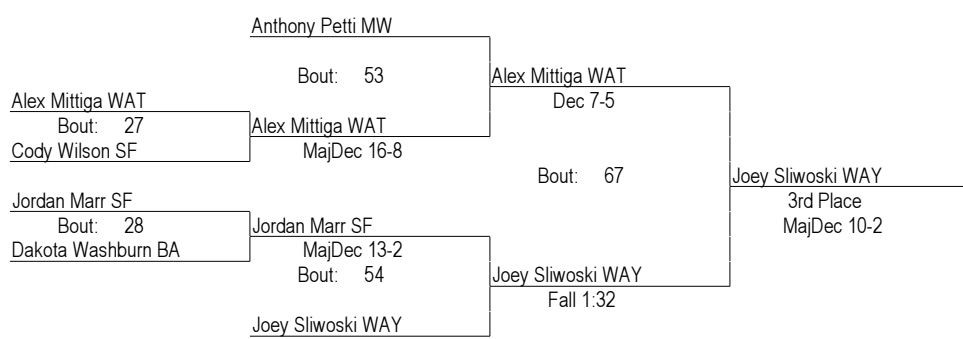 Anthony Petti MW
Bout: 53
Alex Mittiga WAT
Dec 7-5
Alex Mittiga WAT
Bout: 27
Cody Wilson SF
Alex Mittiga WAT
MajDec 16-8
Bout: 67
Joey Sliwoski WAY
3rd Place
MajDec 10-2
Jordan Marr SF
Bout: 28
Dakota Washburn BA
Jordan Marr SF
MajDec 13-2
Bout: 54
Joey Sliwoski WAY
Fall 1:32
Joey Sliwoski WAY